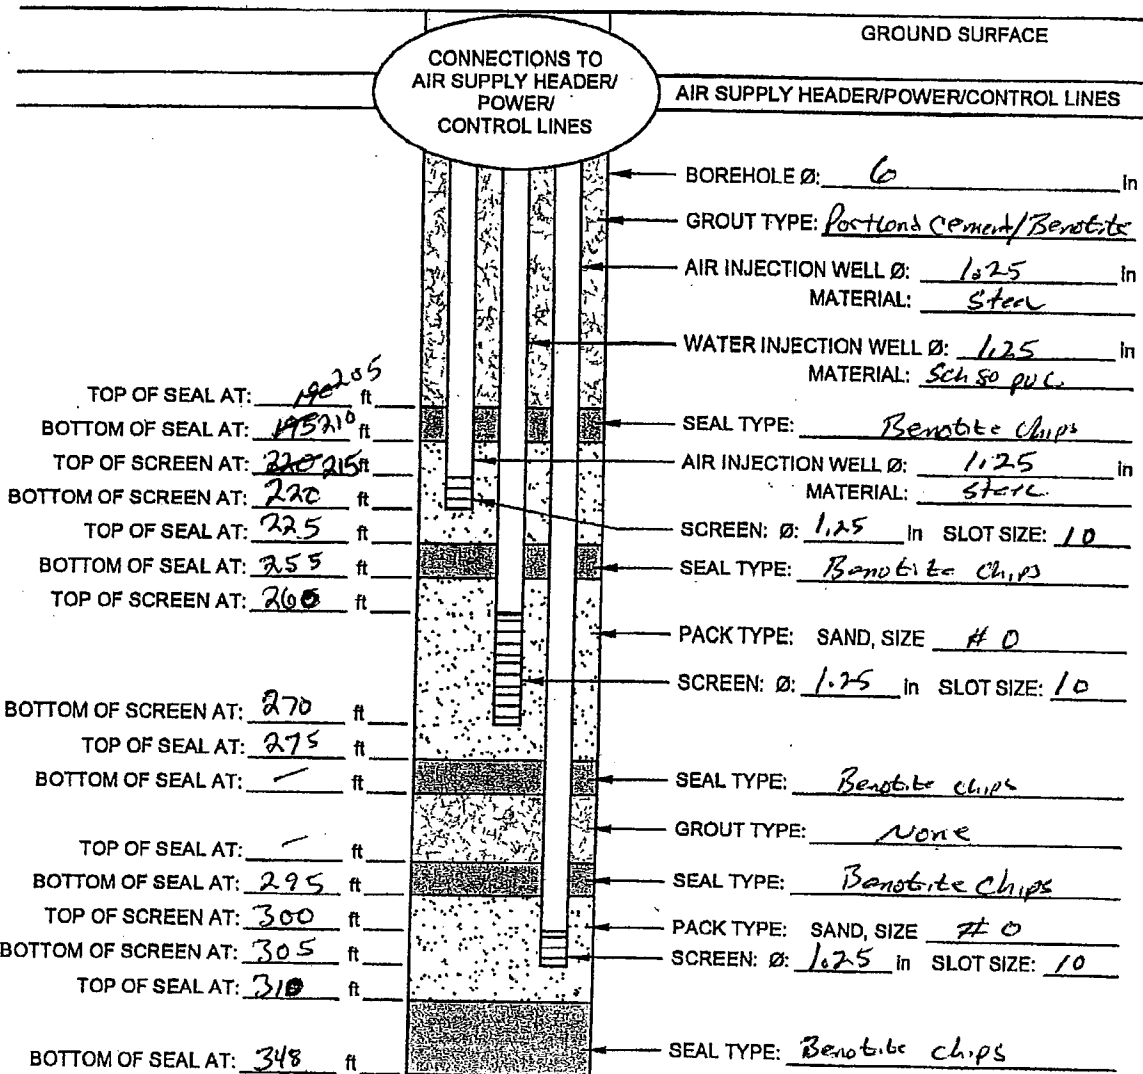 GROUND SURFACE
CONNECTIONS TO
AIR SUPPLY HEADER/
POWER/
CONTROL LINES
AIR SUPPLY HEADER/POWER/CONTROL LINES
BOREHOLE Ø: 6 in
GROUT TYPE: Portland Cement/Benotite
AIR INJECTION WELL Ø: 1.25 in
MATERIAL: Steel
WATER INJECTION WELL Ø: 1.25 in
MATERIAL: Sch 80 PVC
TOP OF SEAL AT: 190 205 ft
BOTTOM OF SEAL AT: 195 210 ft
SEAL TYPE: Benotite Chips
TOP OF SCREEN AT: 220 215 ft
AIR INJECTION WELL Ø: 1.25 in
MATERIAL: Steel
BOTTOM OF SCREEN AT: 220 ft
TOP OF SEAL AT: 225 ft
SCREEN: Ø: 1.25 in SLOT SIZE: 10
BOTTOM OF SEAL AT: 255 ft
SEAL TYPE: Benotite Chips
TOP OF SCREEN AT: 260 ft
PACK TYPE: SAND, SIZE # 0
SCREEN: Ø: 1.25 in SLOT SIZE: 10
BOTTOM OF SCREEN AT: 270 ft
TOP OF SEAL AT: 275 ft
BOTTOM OF SEAL AT: — ft
SEAL TYPE: Benotite chips
GROUT TYPE: None
TOP OF SEAL AT: — ft
BOTTOM OF SEAL AT: 295 ft
SEAL TYPE: Benotite Chips
TOP OF SCREEN AT: 300 ft
PACK TYPE: SAND, SIZE # 0
BOTTOM OF SCREEN AT: 305 ft
SCREEN: Ø: 1.25 in SLOT SIZE: 10
TOP OF SEAL AT: 310 ft
BOTTOM OF SEAL AT: 348 ft
SEAL TYPE: Benotite chips